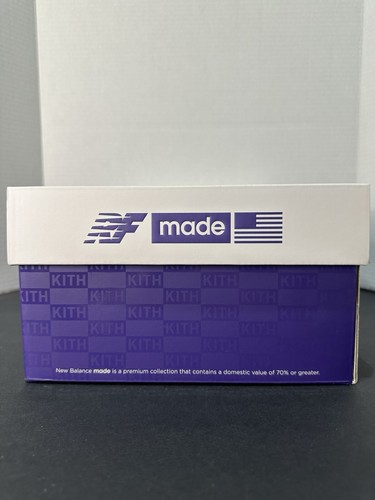 made
KITH KITH KITH KITH
KITH KITH KITH KITH KITH
KITH KITH KITH KITH
KITH KITH KITH KITH KITH
KITH KITH KITH KITH
KITH KITH KITH KITH
New Balance made is a premium collection that contains a domestic value of 70% or greater.